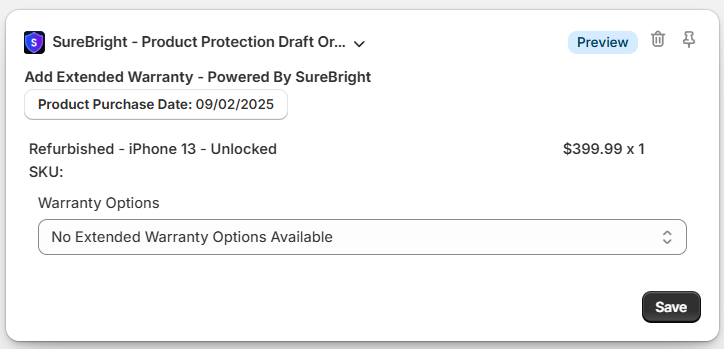 SureBright - Product Protection Draft Or...
Preview
Add Extended Warranty - Powered By SureBright
Product Purchase Date: 09/02/2025
Refurbished - iPhone 13 - Unlocked
$399.99 x 1
SKU:
Warranty Options
No Extended Warranty Options Available
Save